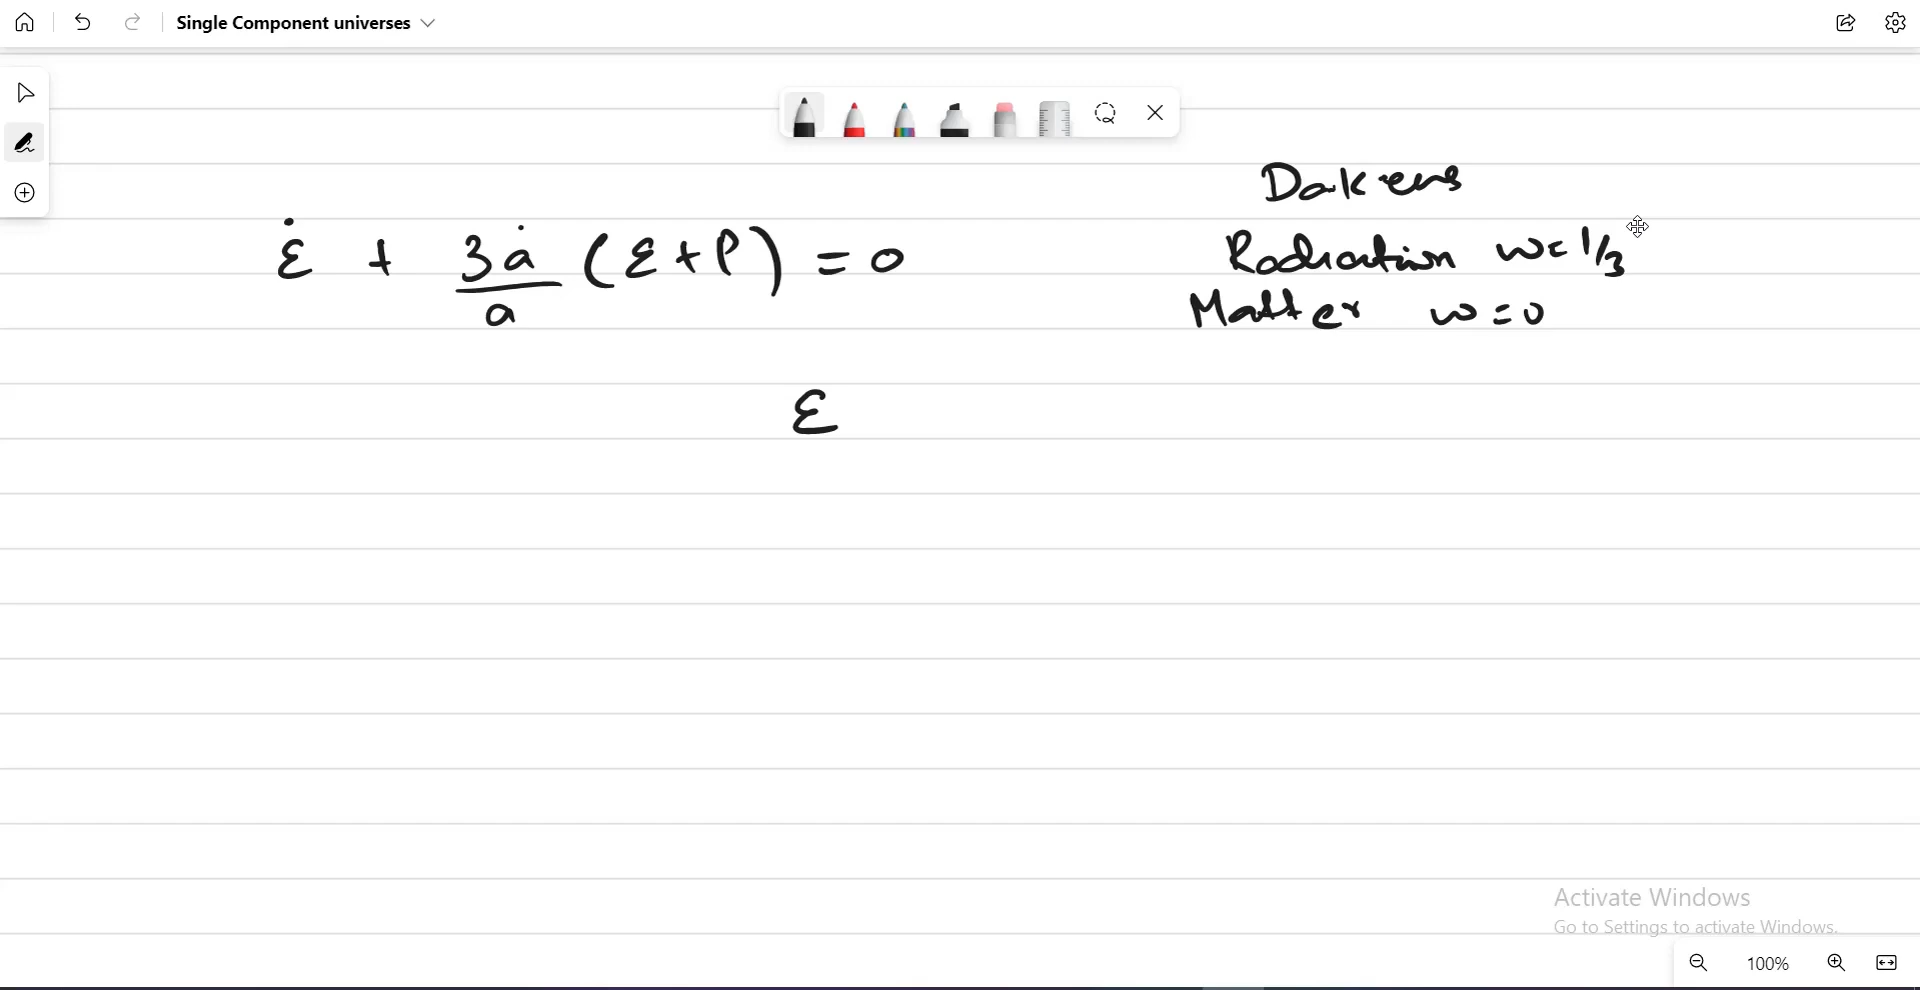 Single Component universes
Dakens
ε̇ + 3ȧ/a (ε+P) = 0
Radiation w=1/3
Matter w=0
ε
Activate Windows
Go to Settings to activate Windows.
100%